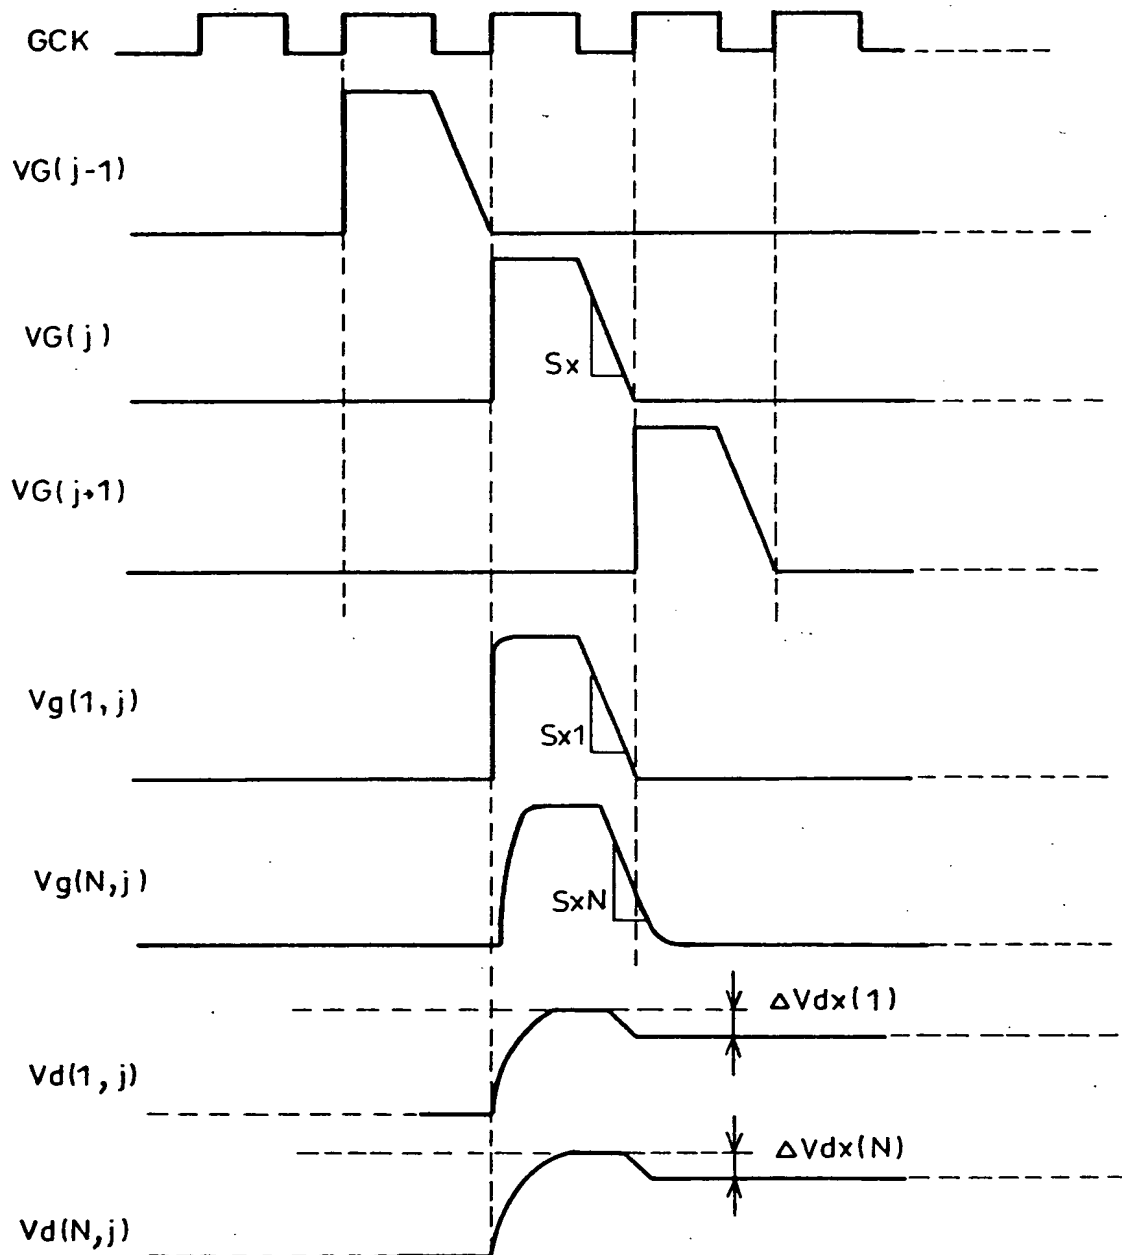 GCK
VG(j-1)
VG(j)
Sx
VG(j+1)
Vg(1,j)
Sx1
Vg(N,j)
SxN
ΔVdx(1)
Vd(1,j)
ΔVdx(N)
Vd(N,j)